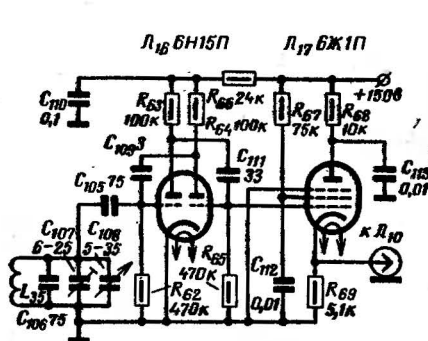 Л16 6Н15П
Л17 6Ж1П
+150в
C110
0,1
R63
100к
R66 24к
R64 100к
R67
75к
R68
10к
C109 3
C111
33
C113
0,01
C105 75
C107
6-25
C108
5-35
к Л10
R65
470к
L35
C106 75
R62
470к
C112
0,01
R69
5,1к